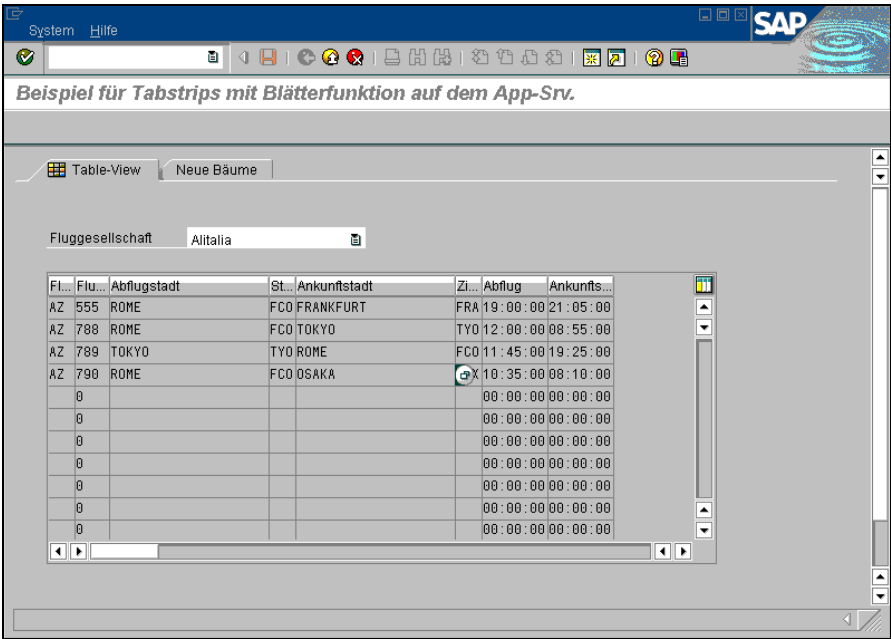 System Hilfe
SAP
Beispiel für Tabstrips mit Blätterfunktion auf dem App-Srv.
Table-View Neue Bäume
Fluggesellschaft Alitalia
Fl... Flu... Abflugstadt St... Ankunftstadt Zi... Abflug Ankunfts...
AZ 555 ROME FCO FRANKFURT FRA 19:00:00 21:05:00
AZ 788 ROME FCO TOKYO TYO 12:00:00 08:55:00
AZ 789 TOKYO TYO ROME FCO 11:45:00 19:25:00
AZ 790 ROME FCO OSAKA X 10:35:00 08:10:00
0 00:00:00 00:00:00
0 00:00:00 00:00:00
0 00:00:00 00:00:00
0 00:00:00 00:00:00
0 00:00:00 00:00:00
0 00:00:00 00:00:00
0 00:00:00 00:00:00